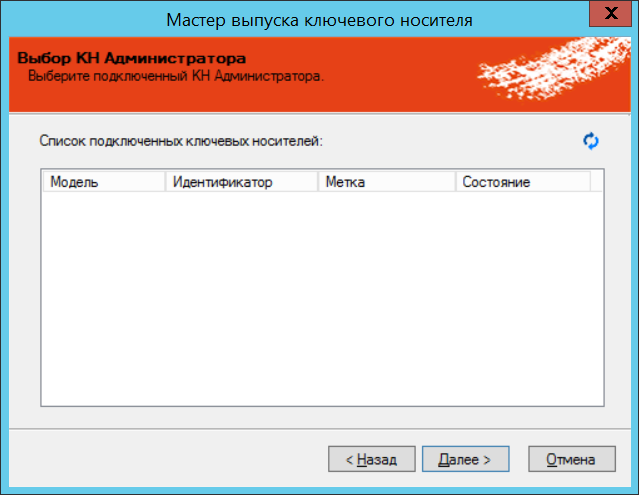 Мастер выпуска ключевого носителя
X
Выбор КН Администратора
Выберите подключенный КН Администратора.
Список подключенных ключевых носителей:
Модель Идентификатор Метка Состояние
< Назад Далее > Отмена